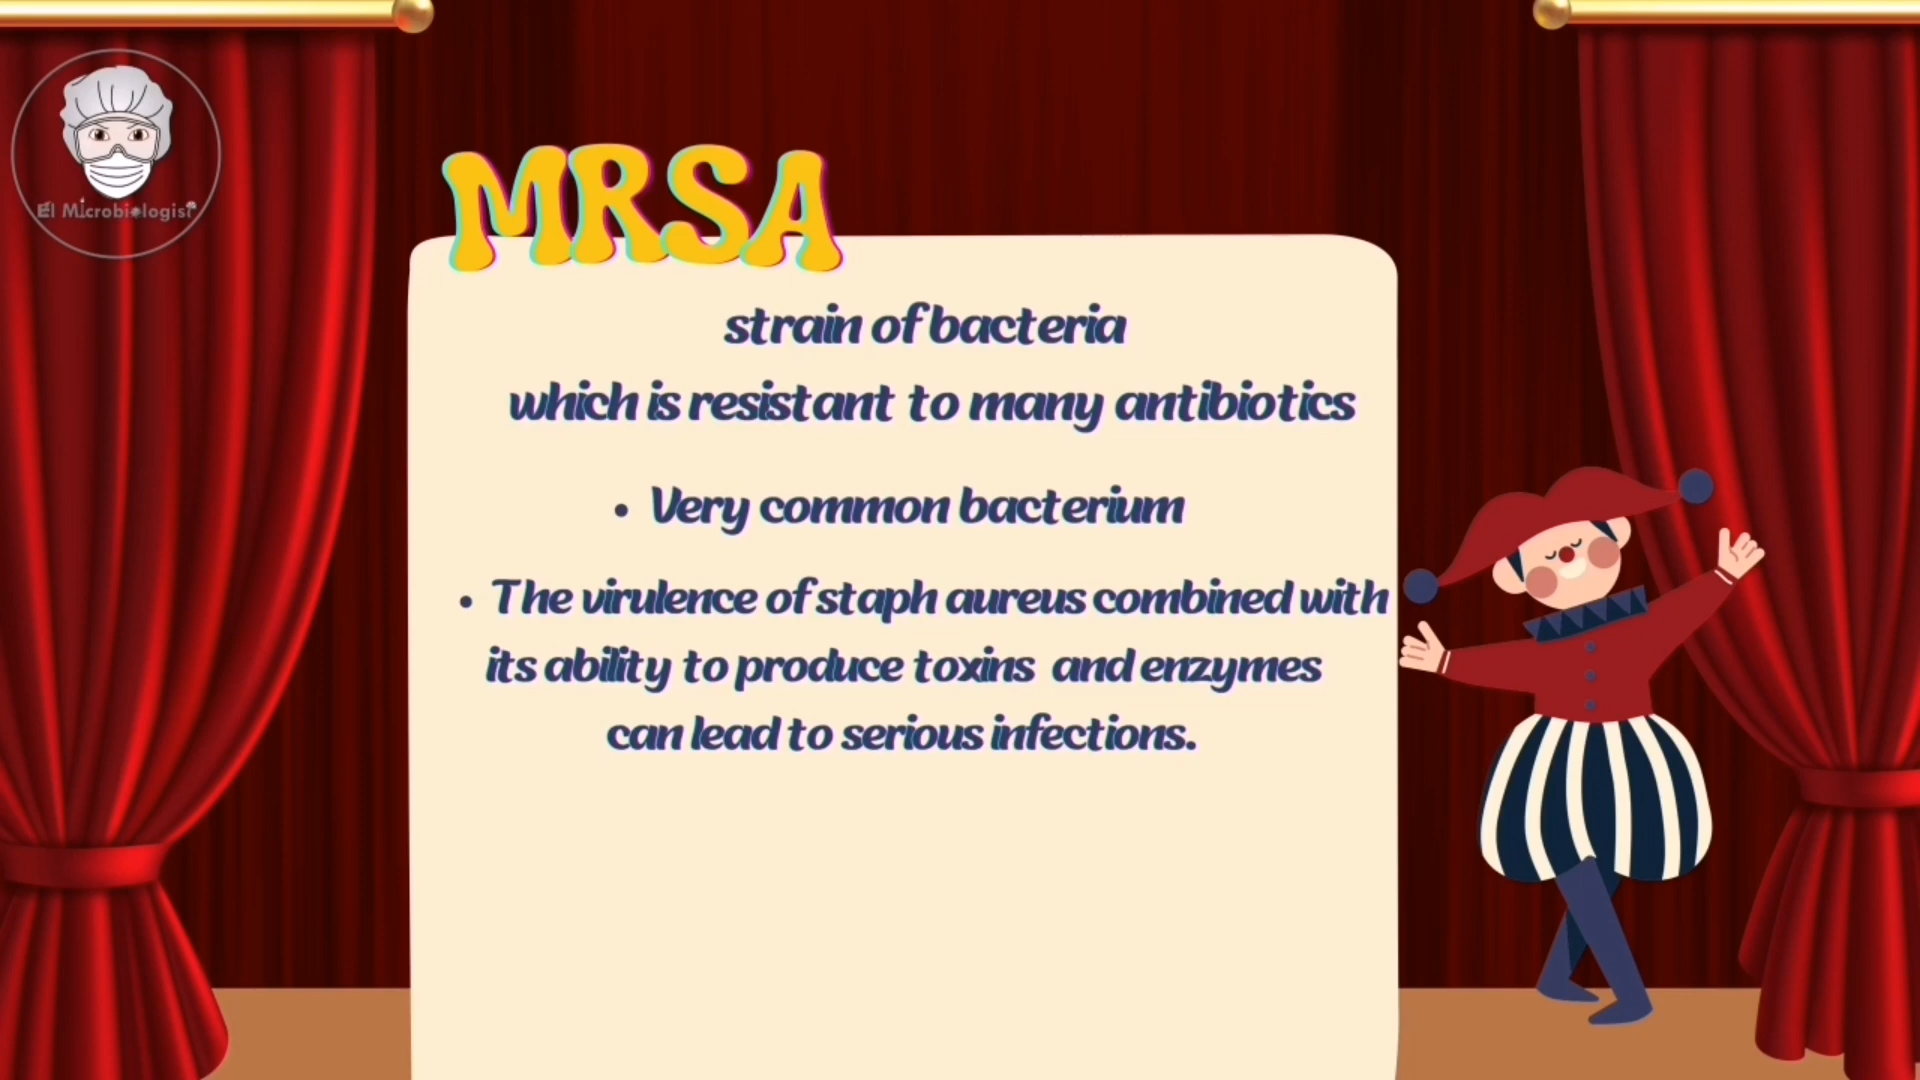 El Microbiologist
MRSA
strain of bacteria
which is resistant to many antibiotics
• Very common bacterium
• The virulence of staph aureus combined with
its ability to produce toxins and enzymes
can lead to serious infections.